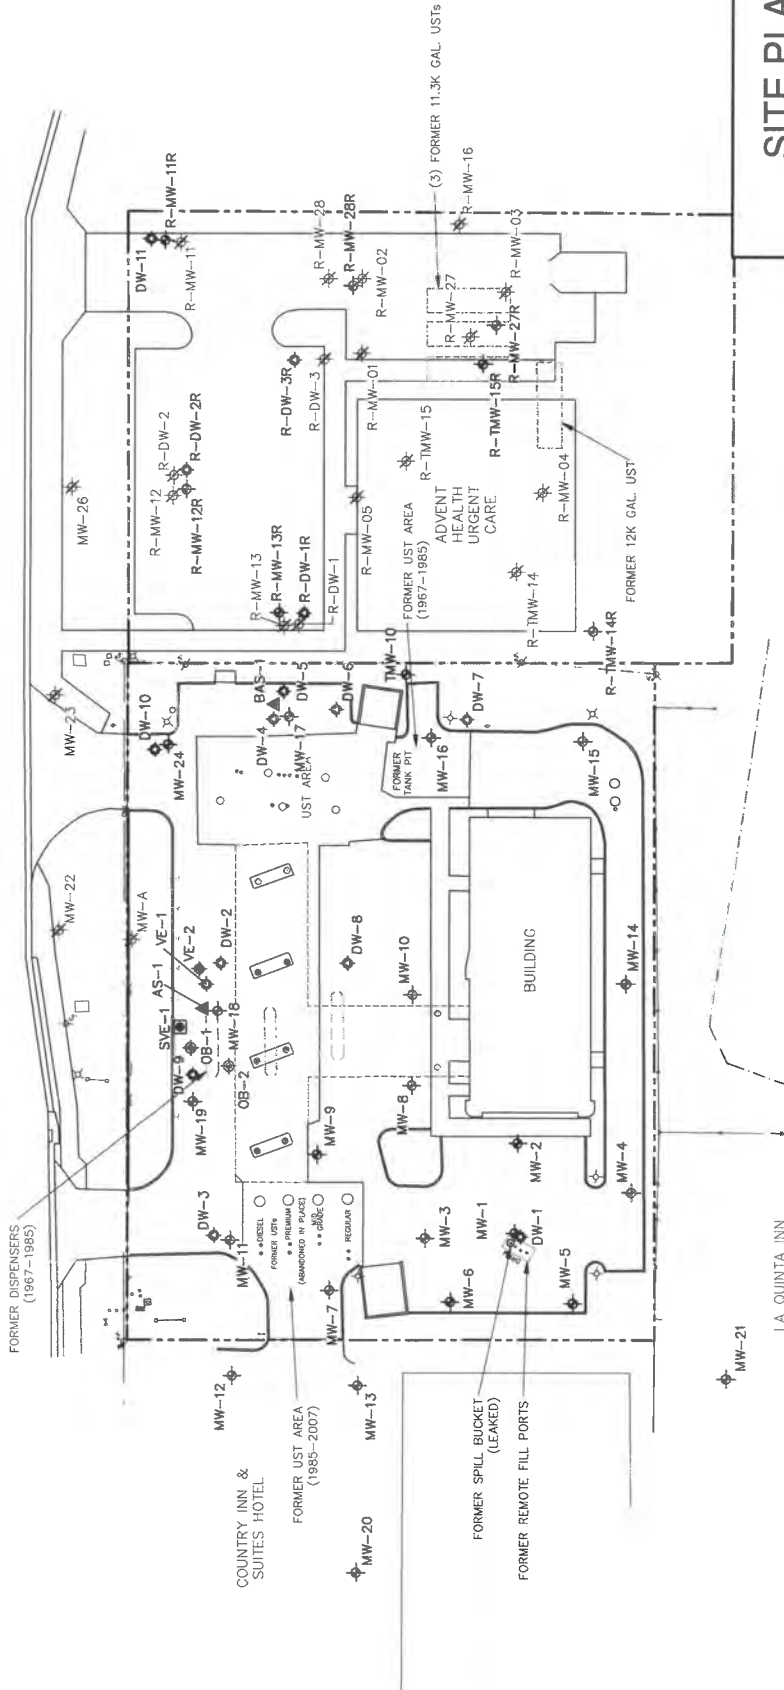 SITE PLA
FORMER DISPENSERS
(1967-1985)
MW-22
MW-A
MW-23
MW-26
DW-11
R-MW-11R
R-MW-11
DW-10
MW-24
R-MW-12
R-DW-2
R-MW-12R
R-DW-2R
DW-9
SVE-1
AS-1
VE-1
VE-2
OB-1
DW-2
MW-19
MW-18
OB-2
DW-3
MW-11
DW-4
BAS-1
DW-5
MW-17
UST AREA
DW-6
R-MW-13
R-MW-13R
R-DW-1R
R-DW-1
R-DW-3R
R-DW-3
R-MW-28
R-MW-28R
R-MW-02
R-MW-01
R-MW-05
MW-12
COUNTRY INN &
SUITES HOTEL
FORMER UST AREA
(1985-2007)
DIESEL
FORMER USTs
PREMIUM
(ABANDONED IN PLACE)
MID
GRADE
REGULAR
MW-7
MW-9
DW-8
MW-13
MW-20
MW-10
MW-8
FORMER
TANK PIT
TMW-10
FORMER UST AREA
(1967-1985)
MW-16
DW-7
ADVENT
HEALTH
URGENT
CARE
R-TMW-15
R-MW-04
R-TMW-14
(3) FORMER 11.3K GAL. USTs
R-MW-16
R-MW-27
R-MW-03
R-MW-27R
R-TMW-15R
FORMER 12K GAL. UST
R-TMW-14R
MW-3
MW-6
MW-1
DW-1
MW-2
BUILDING
MW-15
MW-14
FORMER SPILL BUCKET
(LEAKED)
FORMER REMOTE FILL PORTS
MW-5
MW-4
MW-21
LA QUINTA INN